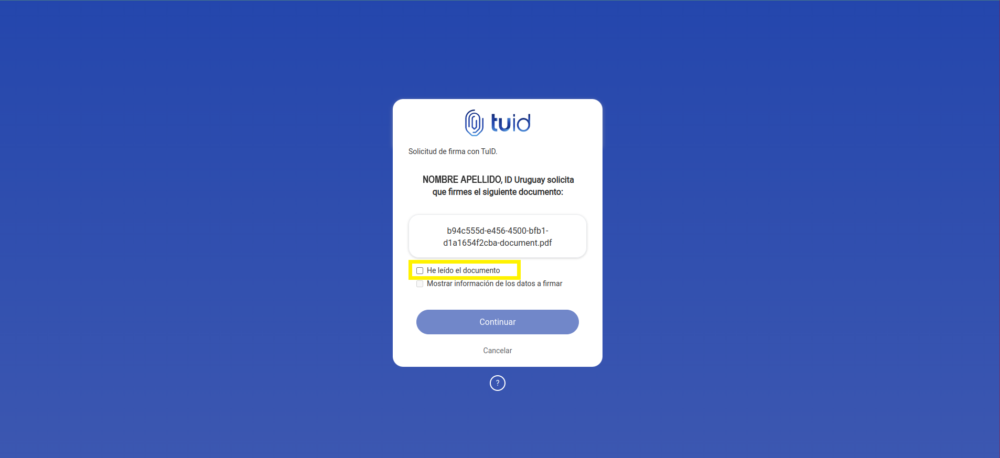 tuid
Solicitud de firma con TuID.
NOMBRE APELLIDO, ID Uruguay solicita
que firmes el siguiente documento:
b94c555d-e456-4500-bfb1-
d1a1654f2cba-document.pdf
He leído el documento
Mostrar información de los datos a firmar
Continuar
Cancelar
?